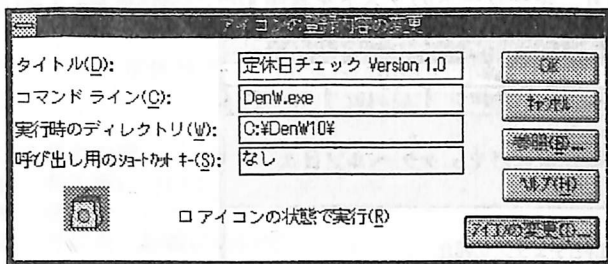 アイコンの登録内容の変更
タイトル(D): 定休日チェック Version 1.0 OK
コマンド ライン(C): DenW.exe キャンセル
実行時のディレクトリ(W): C:¥DenW10¥ 参照(B)...
呼び出し用のショートカット キー(S): なし ヘルプ(H)
アイコンの状態で実行(R) アイコンの変更(I)...